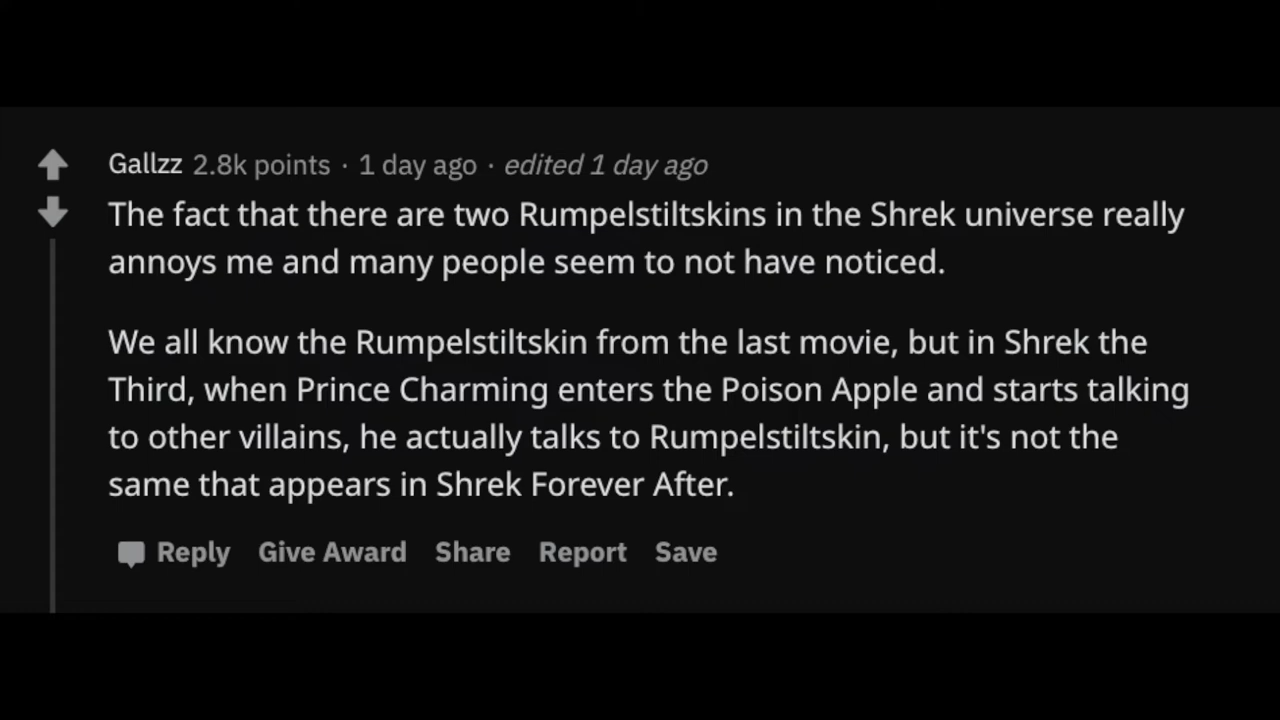 Gallzz 2.8k points · 1 day ago · edited 1 day ago
The fact that there are two Rumpelstiltskins in the Shrek universe really
annoys me and many people seem to not have noticed.
We all know the Rumpelstiltskin from the last movie, but in Shrek the
Third, when Prince Charming enters the Poison Apple and starts talking
to other villains, he actually talks to Rumpelstiltskin, but it's not the
same that appears in Shrek Forever After.
Reply Give Award Share Report Save